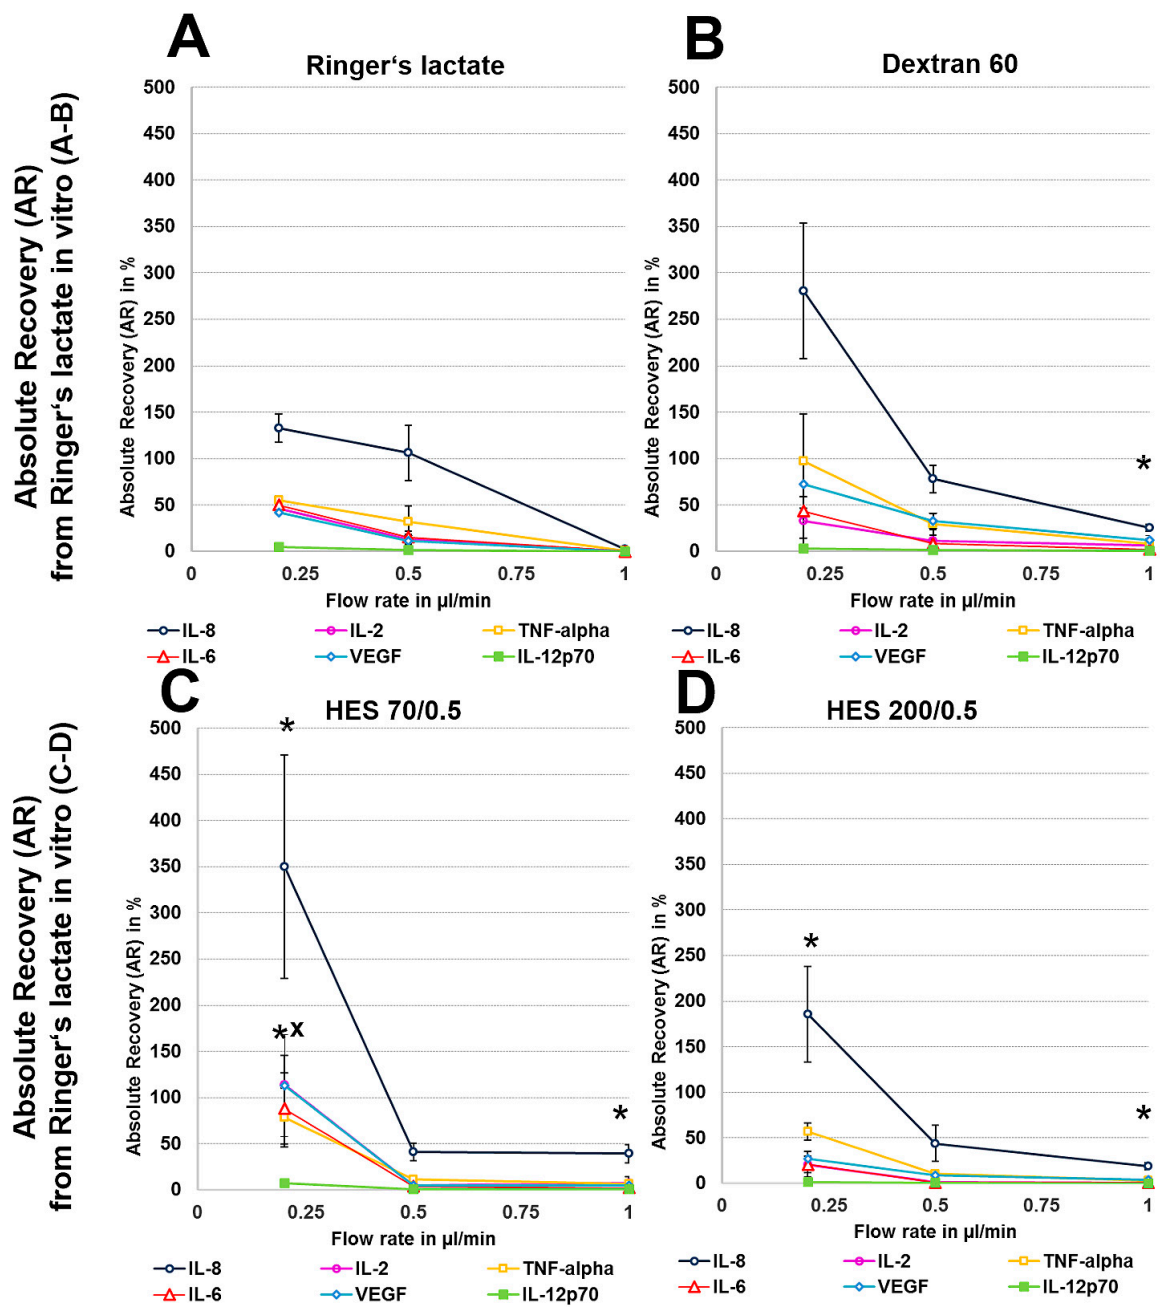 A
B
Ringer‘s lactate
Dextran 60
Absolute Recovery (AR)
from Ringer‘s lactate in vitro (A-B)
Absolute Recovery (AR) in %
500
450
400
350
300
250
200
150
100
50
0
0
0.25
0.5
0.75
1
Flow rate in µl/min
IL-8
IL-2
TNF-alpha
IL-6
VEGF
IL-12p70
Absolute Recovery (AR) in %
500
450
400
350
300
250
200
150
100
50
0
*
0
0.25
0.5
0.75
1
Flow rate in µl/min
IL-8
IL-2
TNF-alpha
IL-6
VEGF
IL-12p70
C
D
HES 70/0.5
HES 200/0.5
Absolute Recovery (AR)
from Ringer‘s lactate in vitro (C-D)
Absolute Recovery (AR) in %
500
450
400
350
300
250
200
150
100
50
0
*
*x
*
0
0.25
0.5
0.75
1
Flow rate in µl/min
IL-8
IL-2
TNF-alpha
IL-6
VEGF
IL-12p70
Absolute Recovery (AR) in %
500
450
400
350
300
250
200
150
100
50
0
*
*
0
0.25
0.5
0.75
1
Flow rate in µl/min
IL-8
IL-2
TNF-alpha
IL-6
VEGF
IL-12p70